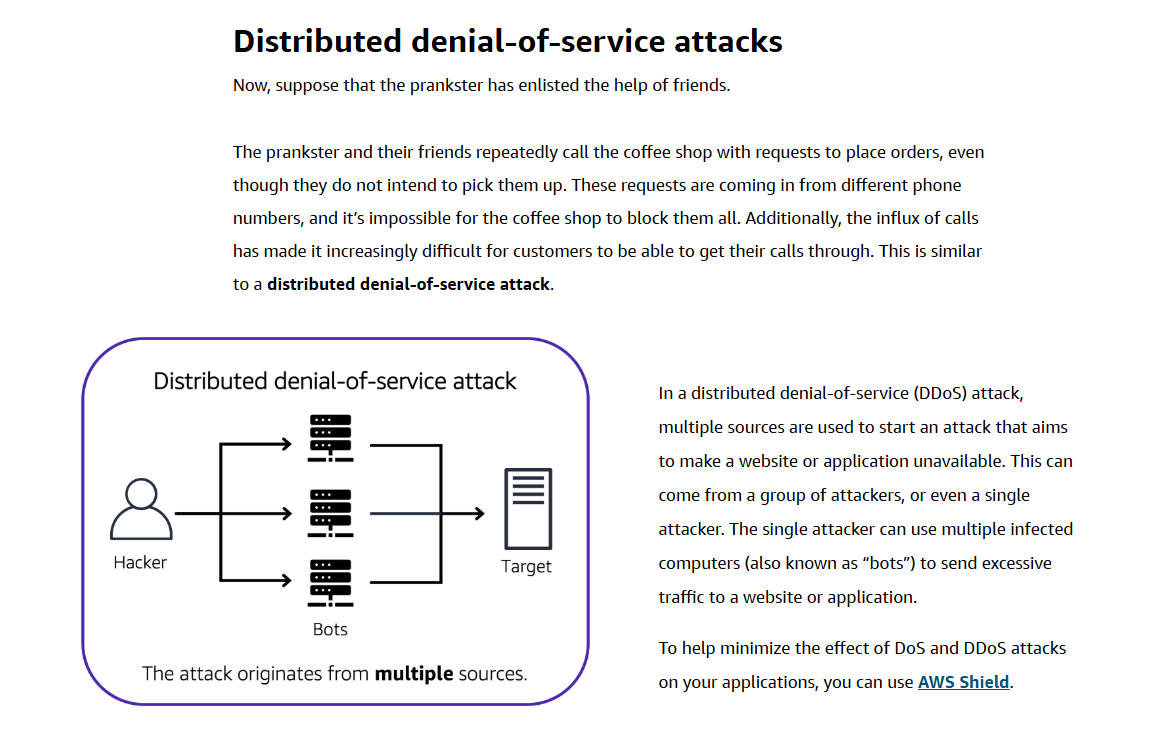 Distributed denial-of-service attacks
Now, suppose that the prankster has enlisted the help of friends.
The prankster and their friends repeatedly call the coffee shop with requests to place orders, even
though they do not intend to pick them up. These requests are coming in from different phone
numbers, and it’s impossible for the coffee shop to block them all. Additionally, the influx of calls
has made it increasingly difficult for customers to be able to get their calls through. This is similar
to a distributed denial-of-service attack.
Distributed denial-of-service attack
Hacker
Bots
Target
The attack originates from multiple sources.
In a distributed denial-of-service (DDoS) attack,
multiple sources are used to start an attack that aims
to make a website or application unavailable. This can
come from a group of attackers, or even a single
attacker. The single attacker can use multiple infected
computers (also known as “bots”) to send excessive
traffic to a website or application.
To help minimize the effect of DoS and DDoS attacks
on your applications, you can use AWS Shield.